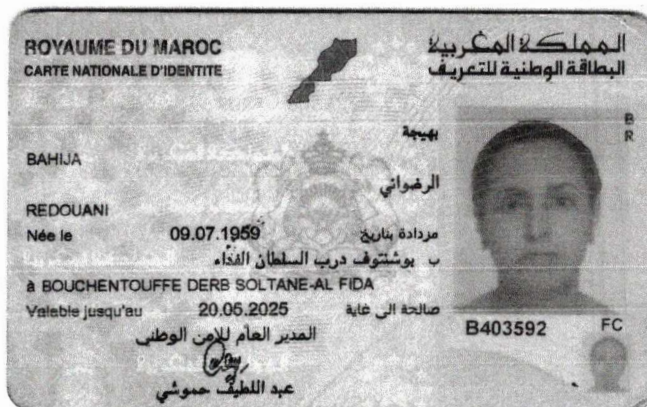 ROYAUME DU MAROC
المملكة المغربية
CARTE NATIONALE D'IDENTITE
البطاقة الوطنية للتعريف
B
R
بهيجة
BAHIJA
الرضواني
REDOUANI
Née le 09.07.1959 مزدادة بتاريخ
ب بوشنتوف درب السلطان الفداء
à BOUCHENTOUFFE DERB SOLTANE-AL FIDA
Valable jusqu'au 20.05.2025 صالحة الى غاية
B403592 FC
المدير العام للامن الوطني
عبد اللطيف حموشي